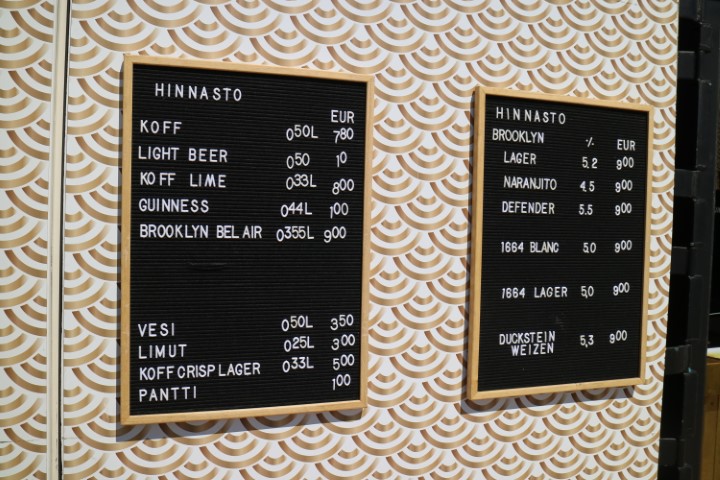 HINNASTO
EUR
KOFF 050L 780
LIGHT BEER 050 10
KOFF LIME 033L 800
GUINNESS 044L 100
BROOKLYN BEL AIR 0355L 900
VESI 050L 350
LIMUT 025L 300
KOFF CRISP LAGER 033L 500
PANTTI 100
HINNASTO
BROOKLYN ·/. EUR
LAGER 5.2 900
NARANJITO 4.5 900
DEFENDER 5.5 900
1664 BLANC 5.0 900
1664 LAGER 5.0 900
DUCKSTEIN 5,3 900
WEIZEN